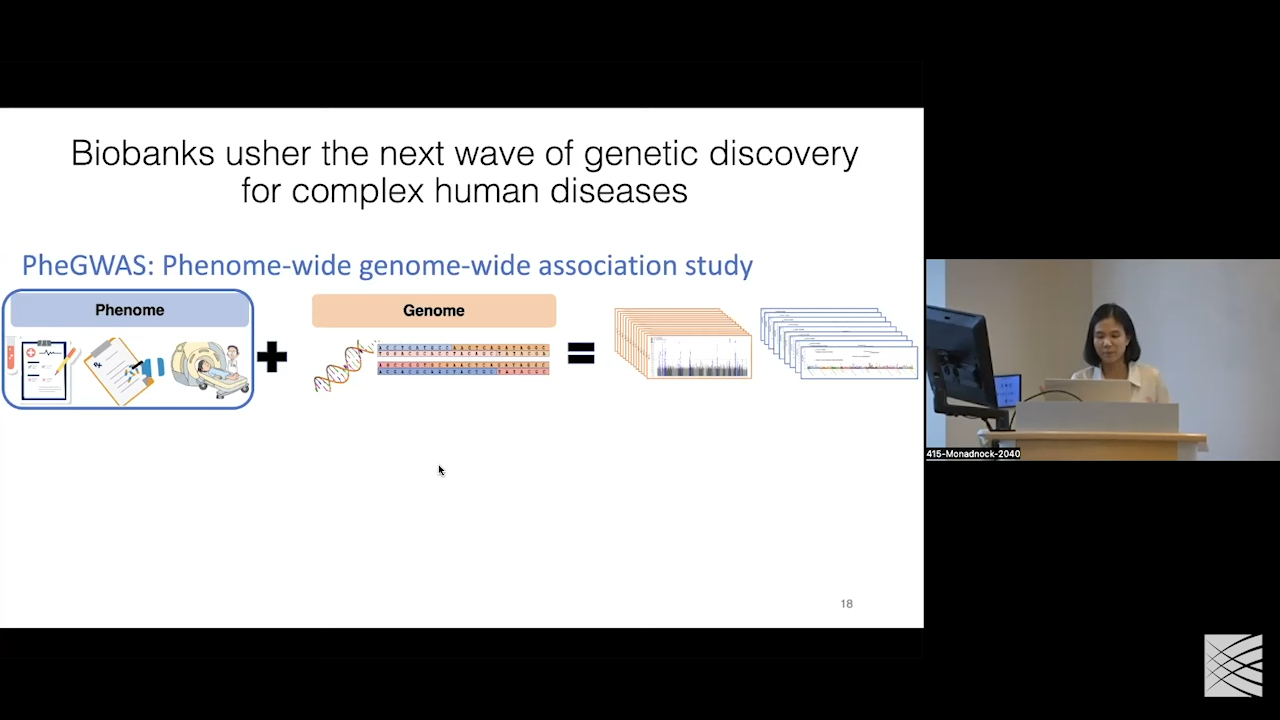 Biobanks usher the next wave of genetic discovery
for complex human diseases
PheGWAS: Phenome-wide genome-wide association study
Phenome
Genome
18
415-Monadnock-2040